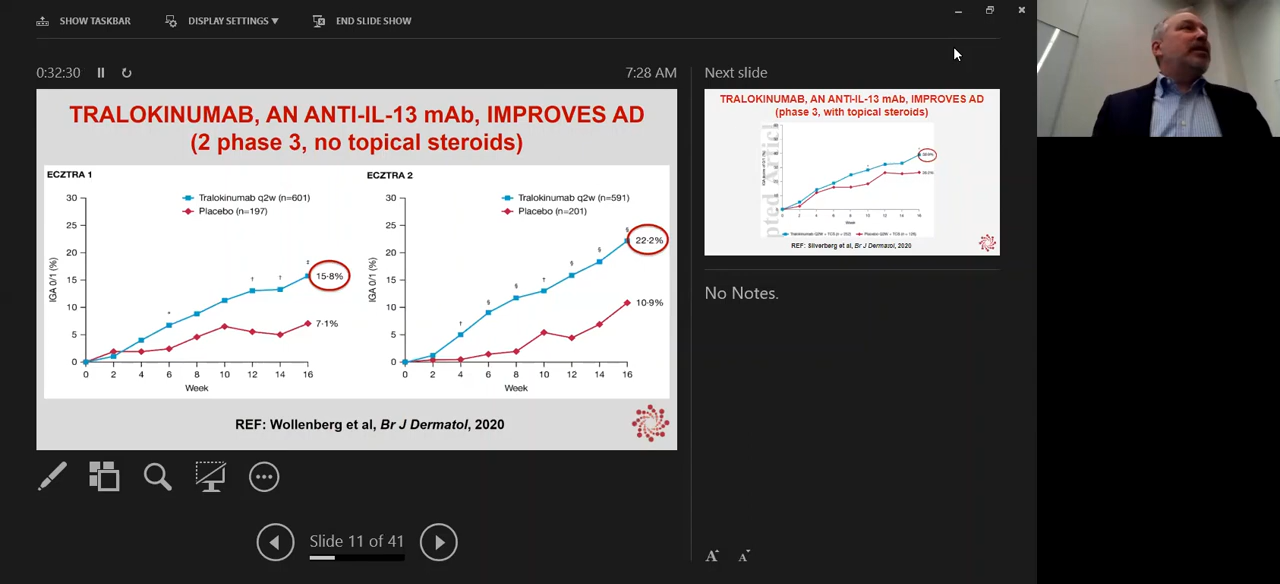 SHOW TASKBAR
DISPLAY SETTINGS ▼
END SLIDE SHOW
0:32:30
7:28 AM
TRALOKINUMAB, AN ANTI-IL-13 mAb, IMPROVES AD
(2 phase 3, no topical steroids)
ECZTRA 1
30
25
20
15
10
5
0
IGA 0/1 (%)
Tralokinumab q2w (n=601)
Placebo (n=197)
*
†
†
‡
15·8%
7·1%
0 2 4 6 8 10 12 14 16
Week
ECZTRA 2
30
25
20
15
10
5
0
IGA 0/1 (%)
Tralokinumab q2w (n=591)
Placebo (n=201)
†
§
§
†
§
§
§
22·2%
10·9%
0 2 4 6 8 10 12 14 16
Week
REF: Wollenberg et al, Br J Dermatol, 2020
Slide 11 of 41
Next slide
TRALOKINUMAB, AN ANTI-IL-13 mAb, IMPROVES AD
(phase 3, with topical steroids)
Week
REF: Silverberg et al, Br J Dermatol, 2020
No Notes.
A
A